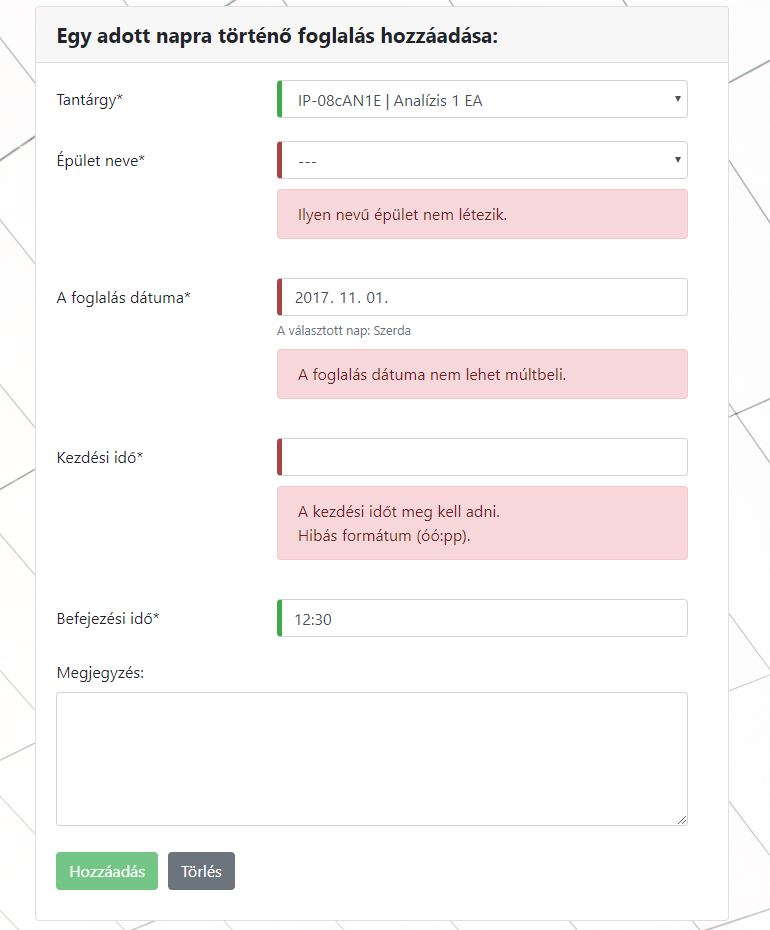 Egy adott napra történő foglalás hozzáadása:
Tantárgy*
IP-08cAN1E | Analízis 1 EA
Épület neve*
---
Ilyen nevű épület nem létezik.
A foglalás dátuma*
2017. 11. 01.
A választott nap: Szerda
A foglalás dátuma nem lehet múltbeli.
Kezdési idő*
A kezdési időt meg kell adni.
Hibás formátum (óó:pp).
Befejezési idő*
12:30
Megjegyzés:
Hozzáadás
Törlés